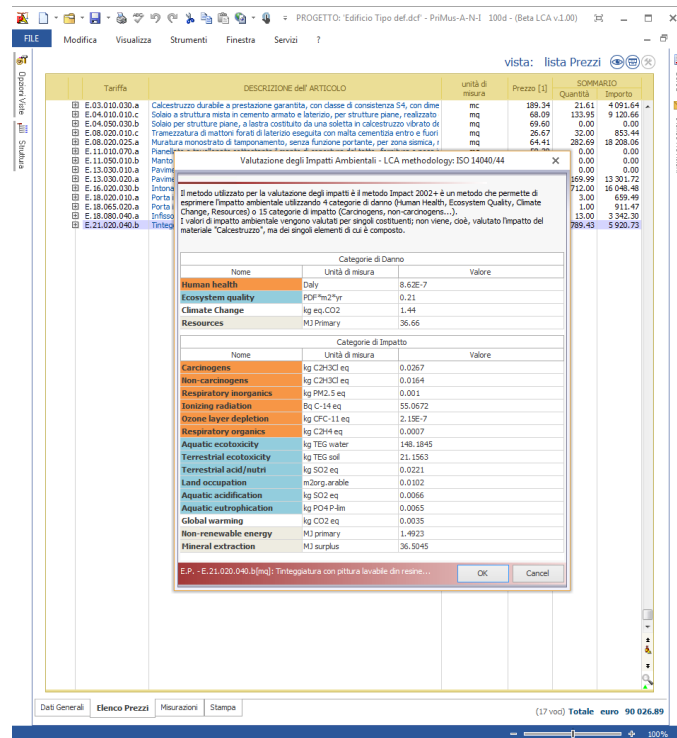 PROGETTO: 'Edificio Tipo def.dcf' - PriMus-A-N-I 100d - (Beta LCA v.1.00)
FILE Modifica Visualizza Strumenti Finestra Servizi ?
Opzioni Viste
Struttura
vista: lista Prezzi
Tariffa DESCRIZIONE dell' ARTICOLO unità di misura Prezzo [1] SOMMARIO
Quantità Importo
E.03.010.030.a Calcestruzzo durabile a prestazione garantita, con classe di consistenza S4, con dime mc 189.34 21.61 4 091.64
E.04.010.010.c Solaio a struttura mista in cemento armato e laterizio, per strutture piane, realizzato mq 68.09 133.95 9 120.66
E.04.050.030.b Solaio per strutture piane, a lastra costituito da una soletta in calcestruzzo vibrato de mq 69.60 0.00 0.00
E.08.020.010.c Tramezzatura di mattoni forati di laterizio eseguita con malta cementizia entro e fuori mq 26.67 32.00 853.44
E.08.020.025.a Muratura monostrato di tamponamento, senza funzione portante, per zona sismica, r mq 64.41 282.69 18 208.06
E.11.010.070.a 0.00 0.00
E.11.050.010.b Manto 0.00 0.00
E.13.030.010.a Pavime 0.00 0.00
E.13.030.020.a Pavime 169.99 13 301.72
E.16.020.030.b Intona 712.00 16 048.48
E.18.020.010.a Porta i 3.00 659.49
E.18.065.020.a Porta i 1.00 911.47
E.18.080.040.a Infisso 13.00 3 342.30
E.21.020.040.b Tinteg 789.43 5 920.73
Valutazione degli Impatti Ambientali - LCA methodology: ISO 14040/44
Il metodo utilizzato per la valutazione degli impatti è il metodo Impact 2002+ è un metodo che permette di
esprimere l'impatto ambientale utilizzando 4 categorie di danno (Human Health, Ecosystem Quality, Climate
Change, Resources) o 15 categorie di impatto (Carcinogens, non-carcinogens...).
I valori di impatto ambientale vengono valutati per singoli costituenti; non viene, cioè, valutato l'impatto del
materiale "Calcestruzzo", ma dei singoli elementi di cui è composto.
Categorie di Danno
Nome Unità di misura Valore
Human health Daly 8.62E-7
Ecosystem quality PDF*m2*yr 0.21
Climate Change kg eq.CO2 1.44
Resources MJ Primary 36.66
Categorie di Impatto
Nome Unità di misura Valore
Carcinogens kg C2H3Cl eq 0.0267
Non-carcinogens kg C2H3Cl eq 0.0164
Respiratory inorganics kg PM2.5 eq 0.001
Ionizing radiation Bq C-14 eq 55.0672
Ozone layer depletion kg CFC-11 eq 2.15E-7
Respiratory organics kg C2H4 eq 0.0007
Aquatic ecotoxicity kg TEG water 148.1845
Terrestrial ecotoxicity kg TEG soil 21.1563
Terrestrial acid/nutri kg SO2 eq 0.0221
Land occupation m2org.arable 0.0102
Aquatic acidification kg SO2 eq 0.0066
Aquatic eutrophication kg PO4 P-lim 0.0065
Global warming kg CO2 eq 0.0035
Non-renewable energy MJ primary 1.4923
Mineral extraction MJ surplus 36.5045
E.P. - E.21.020.040.b[mq]: Tinteggiatura con pittura lavabile din resine... OK Cancel
Dati Generali Elenco Prezzi Misurazioni Stampa
(17 voci) Totale euro 90 026.89
100%